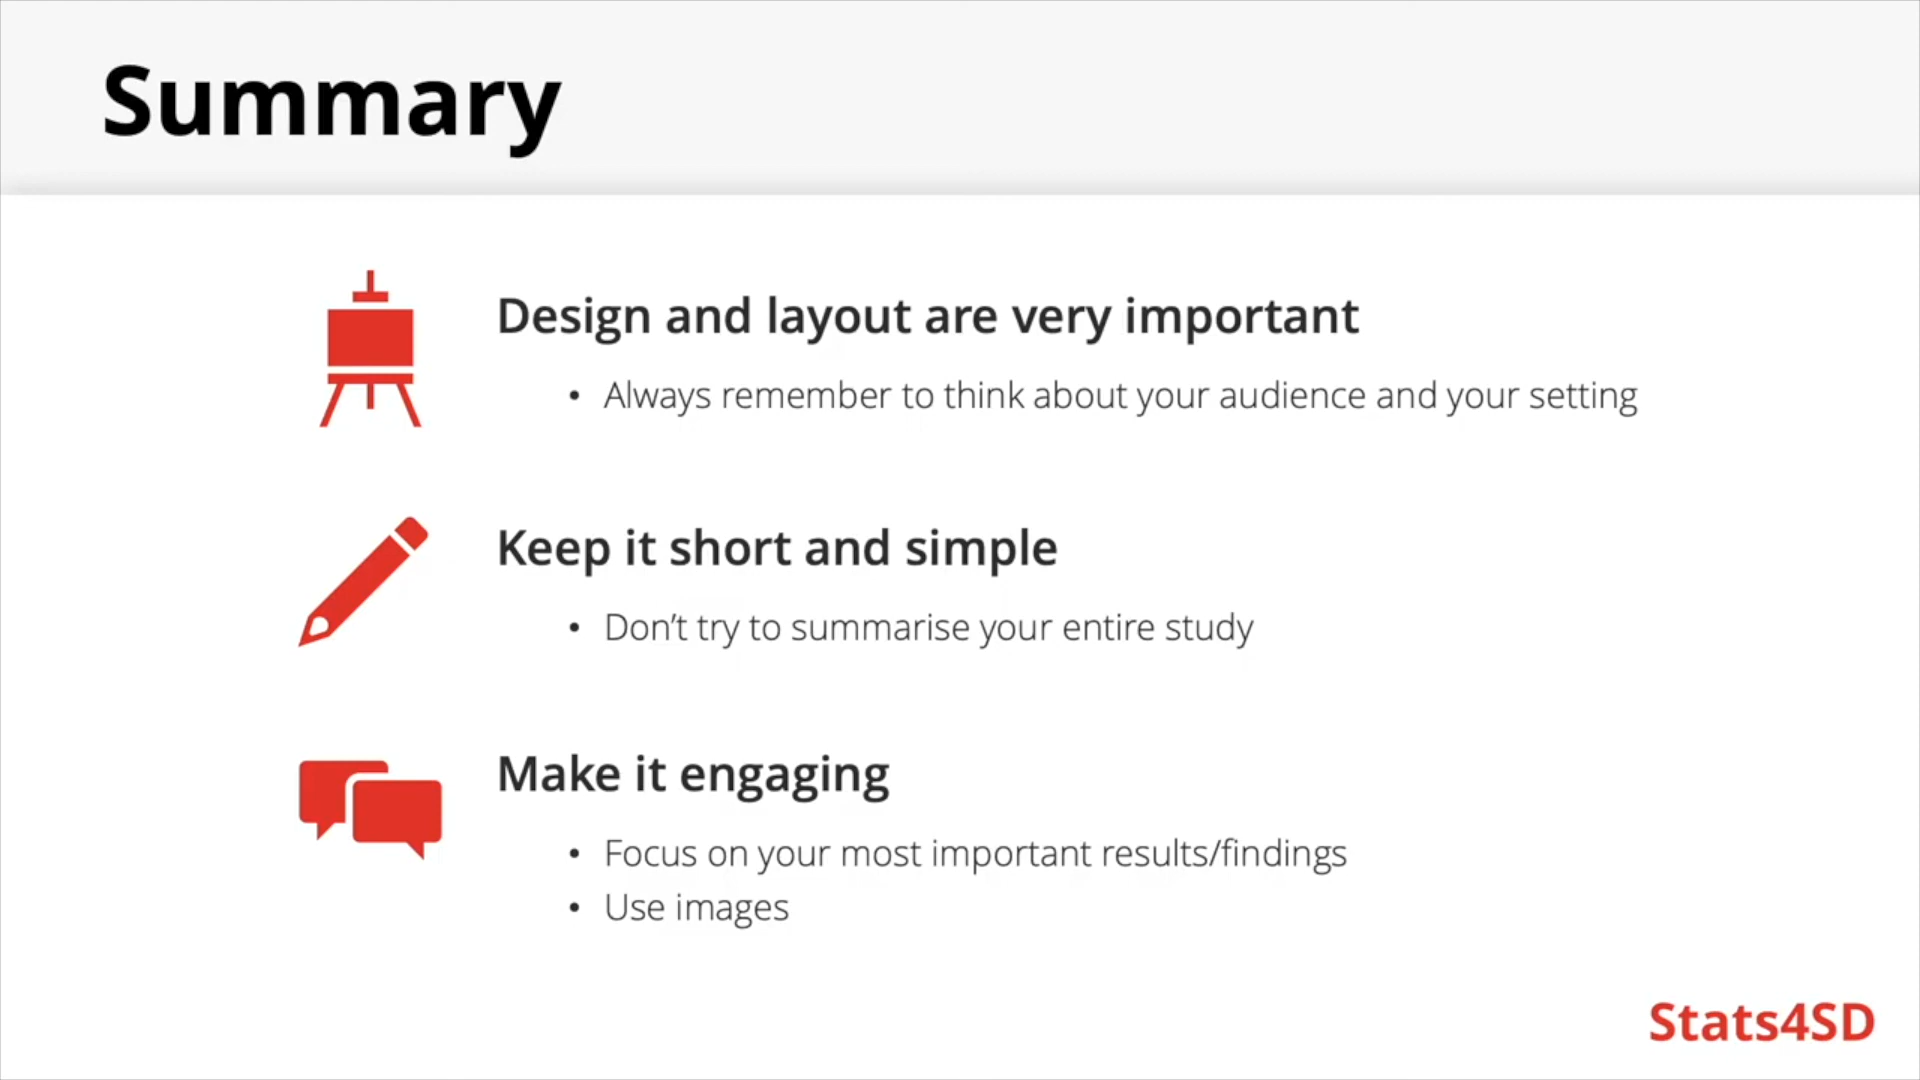 Summary
Design and layout are very important
• Always remember to think about your audience and your setting
Keep it short and simple
• Don’t try to summarise your entire study
Make it engaging
• Focus on your most important results/findings
• Use images
Stats4SD